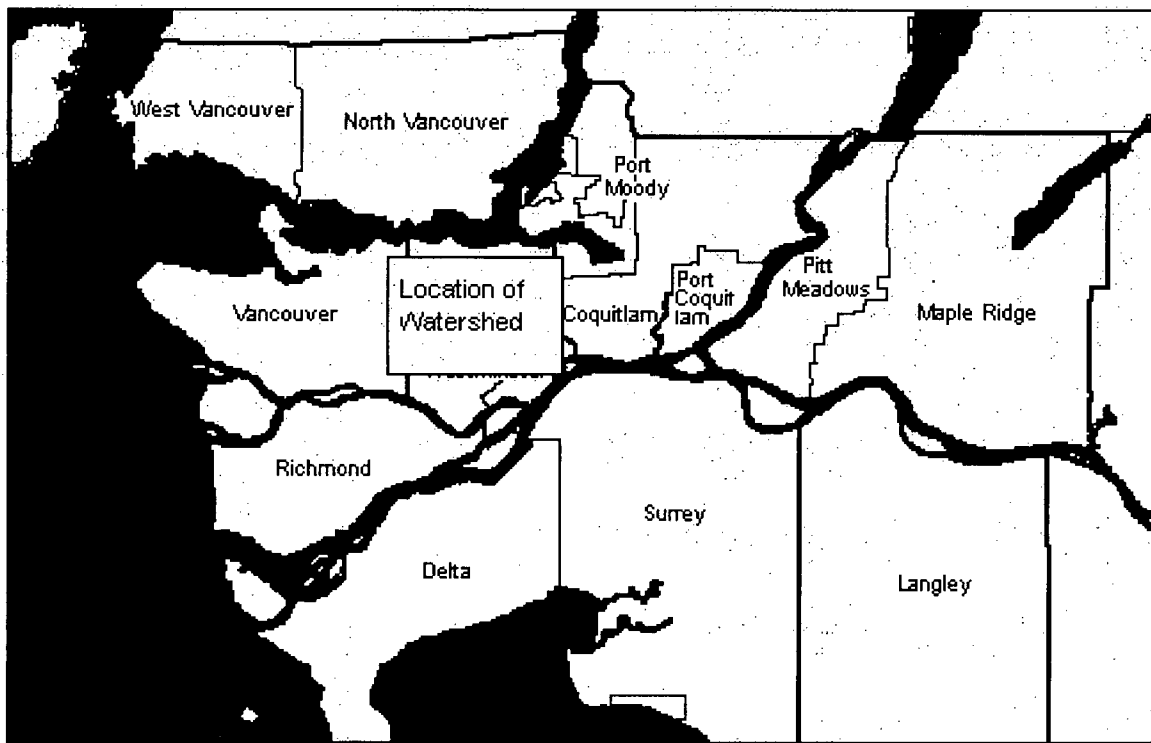 West Vancouver
North Vancouver
Port
Moody
Location of
Watershed
Vancouver
Coquitlam
Port
Coquit
lam
Pitt
Meadows
Maple Ridge
Richmond
Surrey
Delta
Langley